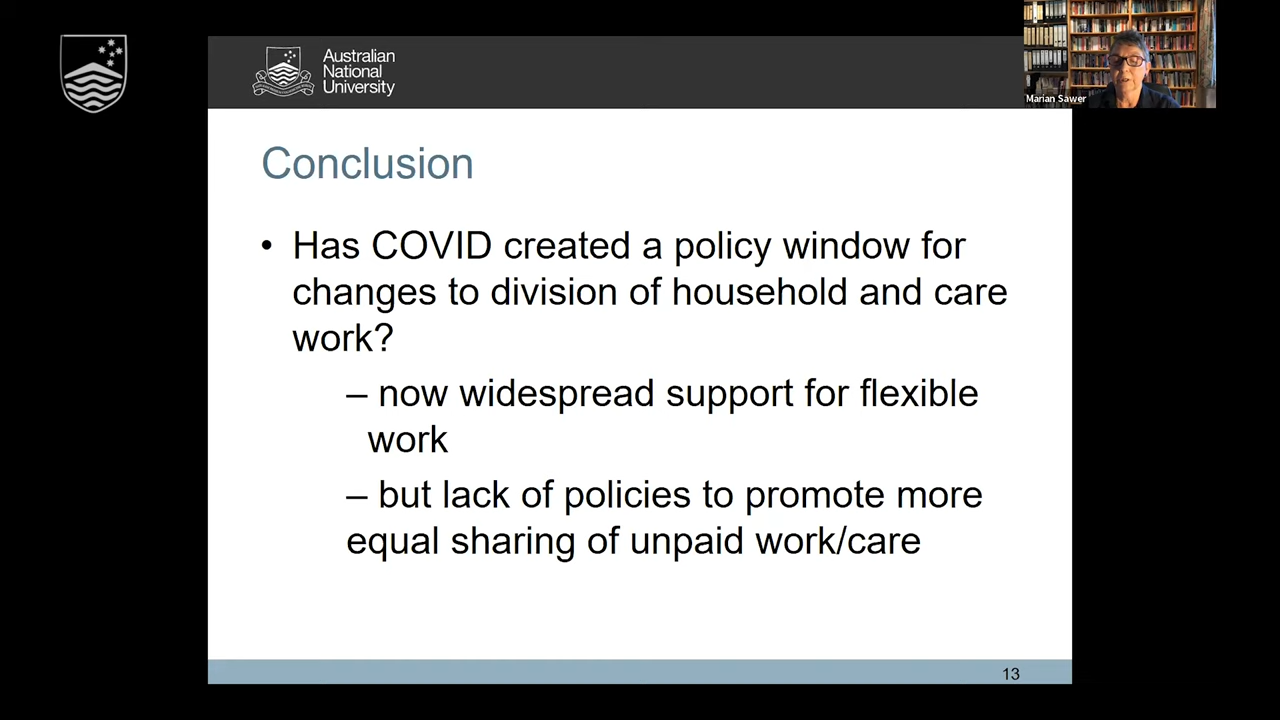 Australian
National
University
Marian Sawer
Conclusion
• Has COVID created a policy window for
changes to division of household and care
work?
– now widespread support for flexible
work
– but lack of policies to promote more
equal sharing of unpaid work/care
13